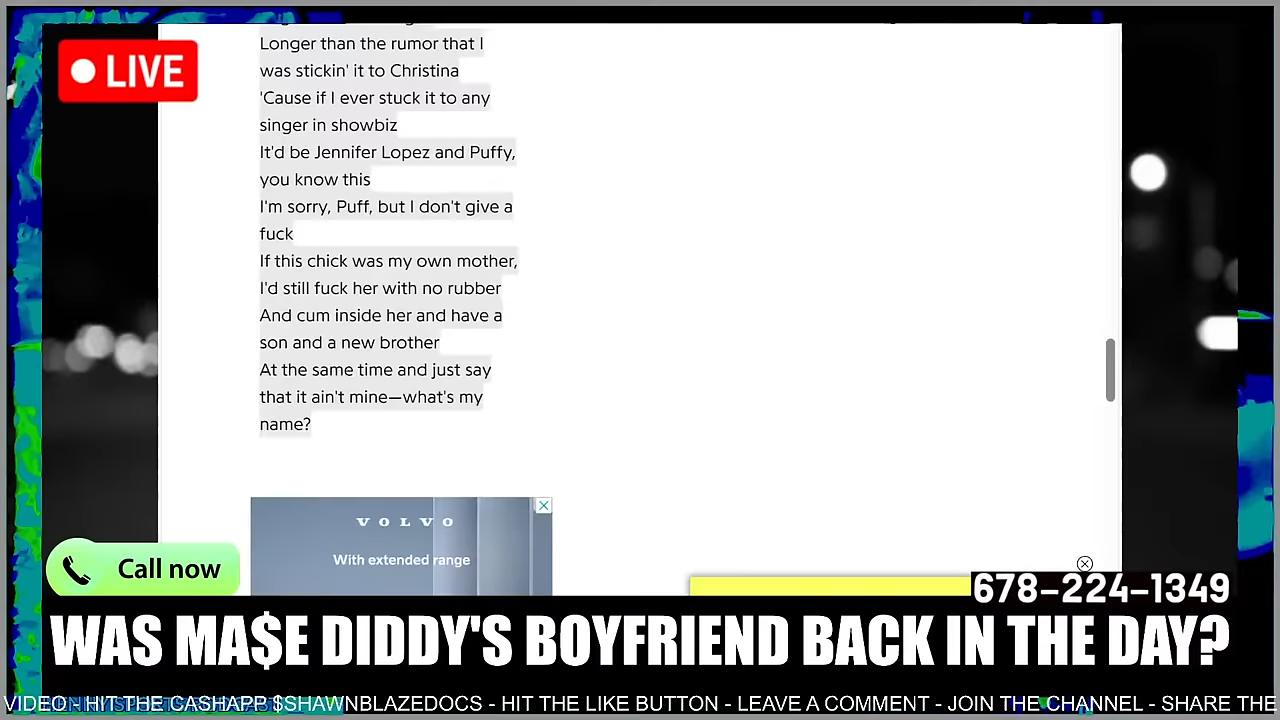 Longer than the rumor that I
LIVE
was stickin' it to Christina
'Cause if I ever stuck it to any
singer in showbiz
It'd be Jennifer Lopez and Puffy,
you know this
I'm sorry, Puff, but I don't give a
fuck
If this chick was my own mother,
I'd still fuck her with no rubber
And cum inside her and have a
son and a new brother
At the same time and just say
that it ain't mine—what's my
name?
VOLVO
With extended range
Call now
678-224-1349
WAS MA$E DIDDY'S BOYFRIEND BACK IN THE DAY?
VIDEO - HIT THE CASHAPP $SHAWNBLAZEDOCS - HIT THE LIKE BUTTON - LEAVE A COMMENT - JOIN THE CHANNEL - SHARE THE